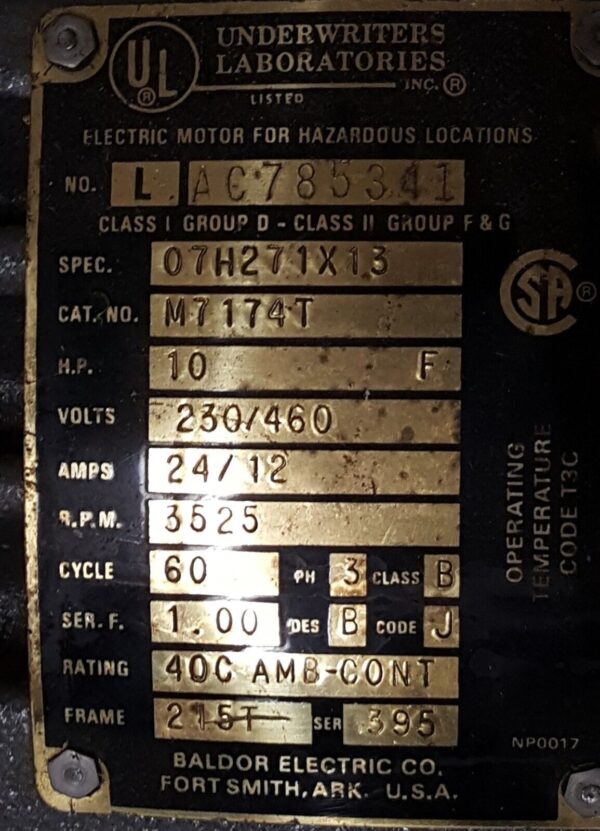 UL®
UNDERWRITERS
LABORATORIES
INC.®
LISTED
ELECTRIC MOTOR FOR HAZARDOUS LOCATIONS
NO. L AC785341
CLASS I GROUP D - CLASS II GROUP F & G
SPEC. 07H271X13
CAT. NO. M7174T
H.P. 10 F
VOLTS 230/460
AMPS 24/12
R.P.M. 3525
CYCLE 60 PH 3 CLASS B
SER. F. 1.00 DES B CODE J
RATING 40C AMB-CONT
FRAME 215T SER 395
BALDOR ELECTRIC CO.
FORT SMITH, ARK. U.S.A.
SA®
OPERATING
TEMPERATURE
CODE T3C
NP0017